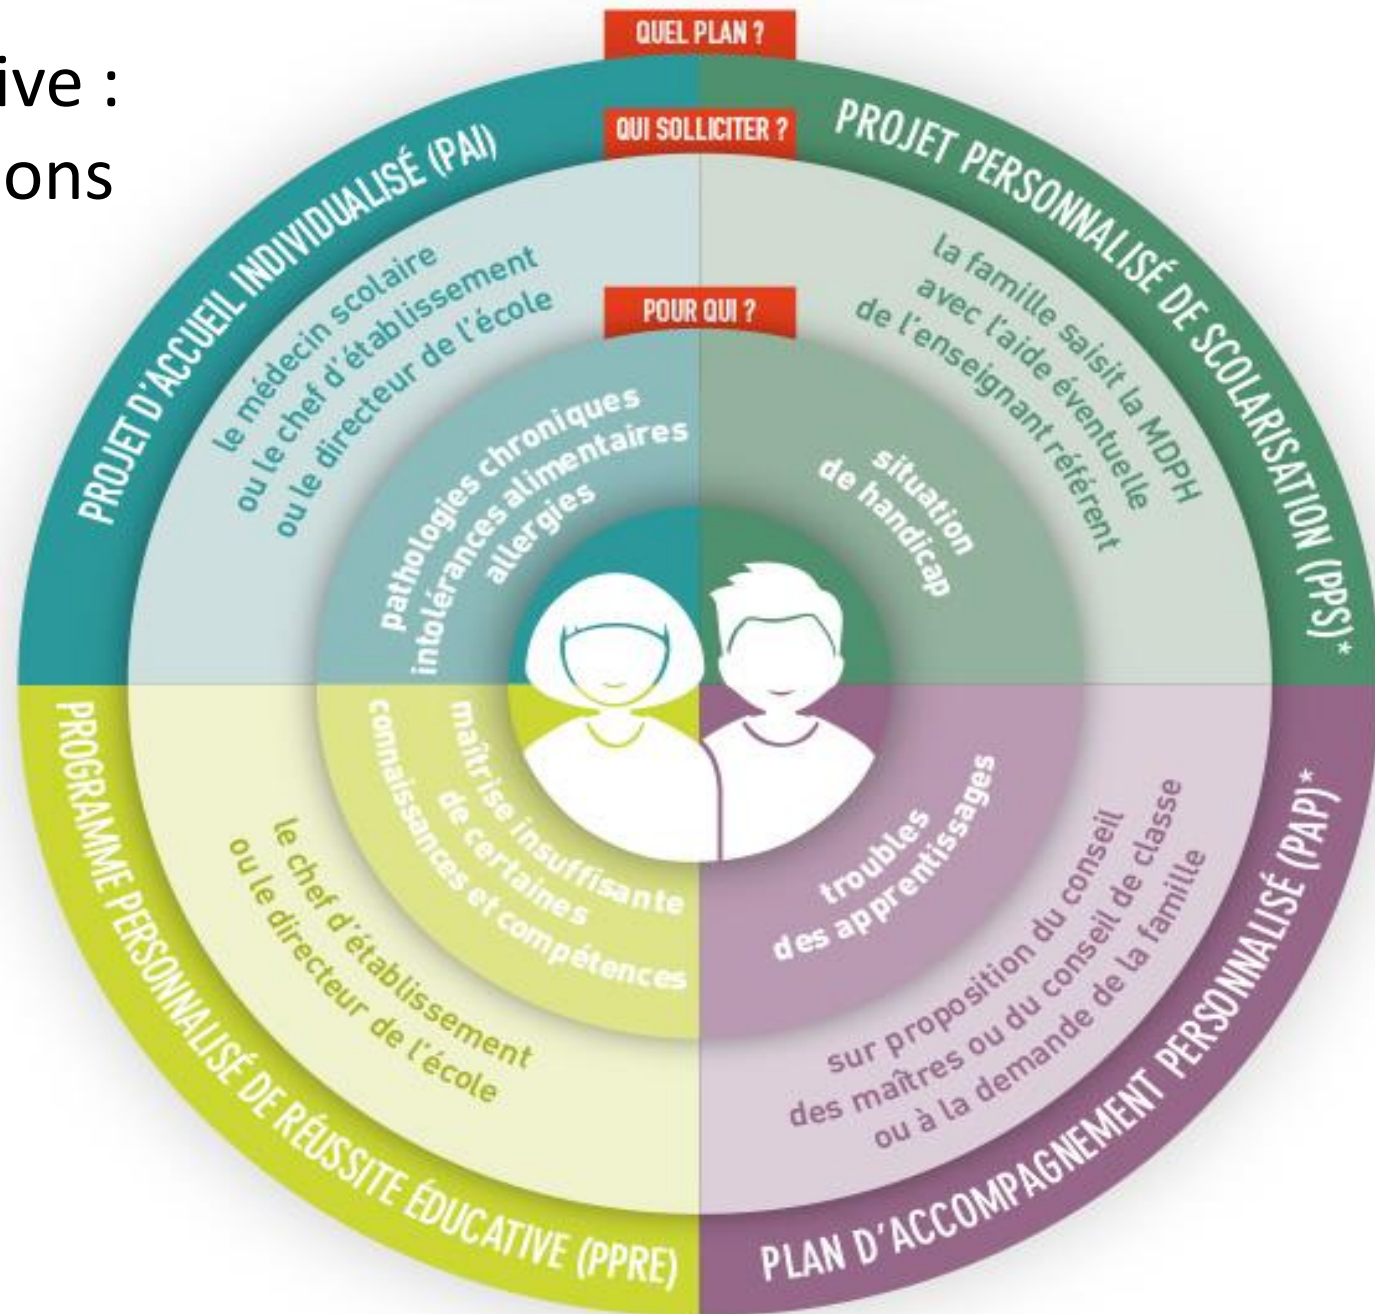 ive :
ons
QUEL PLAN ?
QUI SOLLICITER ?
POUR QUI ?
PROJET D'ACCUEIL INDIVIDUALISÉ (PAI)
le médecin scolaire
ou le chef d'établissement
ou le directeur de l'école
pathologies chroniques
intolérances alimentaires
allergies
PROJET PERSONNALISÉ DE SCOLARISATION (PPS)*
la famille saisit la MDPH
avec l'aide éventuelle
de l'enseignant référent
situation
de handicap
PROGRAMME PERSONNALISÉ DE RÉUSSITE ÉDUCATIVE (PPRE)
le chef d'établissement
ou le directeur de l'école
maîtrise insuffisante
de certaines
connaissances et compétences
PLAN D'ACCOMPAGNEMENT PERSONNALISÉ (PAP)*
sur proposition du conseil
des maîtres ou du conseil de classe
ou à la demande de la famille
troubles
des apprentissages